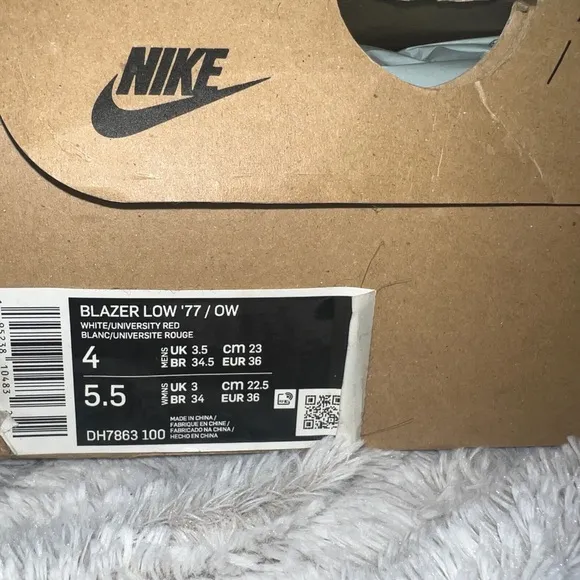 NIKE
BLAZER LOW '77 / OW
WHITE/UNIVERSITY RED
BLANC/UNIVERSITE ROUGE
4 MENS UK 3.5 CM 23
BR 34.5 EUR 36
5.5 WMNS UK 3 CM 22.5
BR 34 EUR 36
MADE IN CHINA /
FABRIQUE EN CHINE /
FABRICADO NA CHINA /
HECHO EN CHINA
DH7863 100
95238 10483